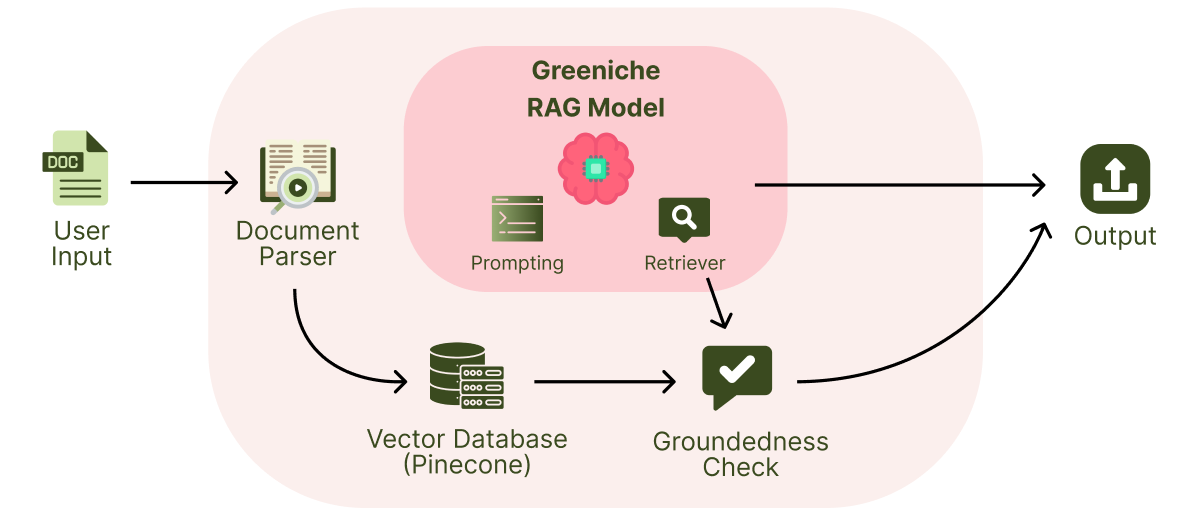 Greeniche
RAG Model
DOC
User
Input
Document
Parser
Prompting
Retriever
Output
Vector Database
(Pinecone)
Groundedness
Check